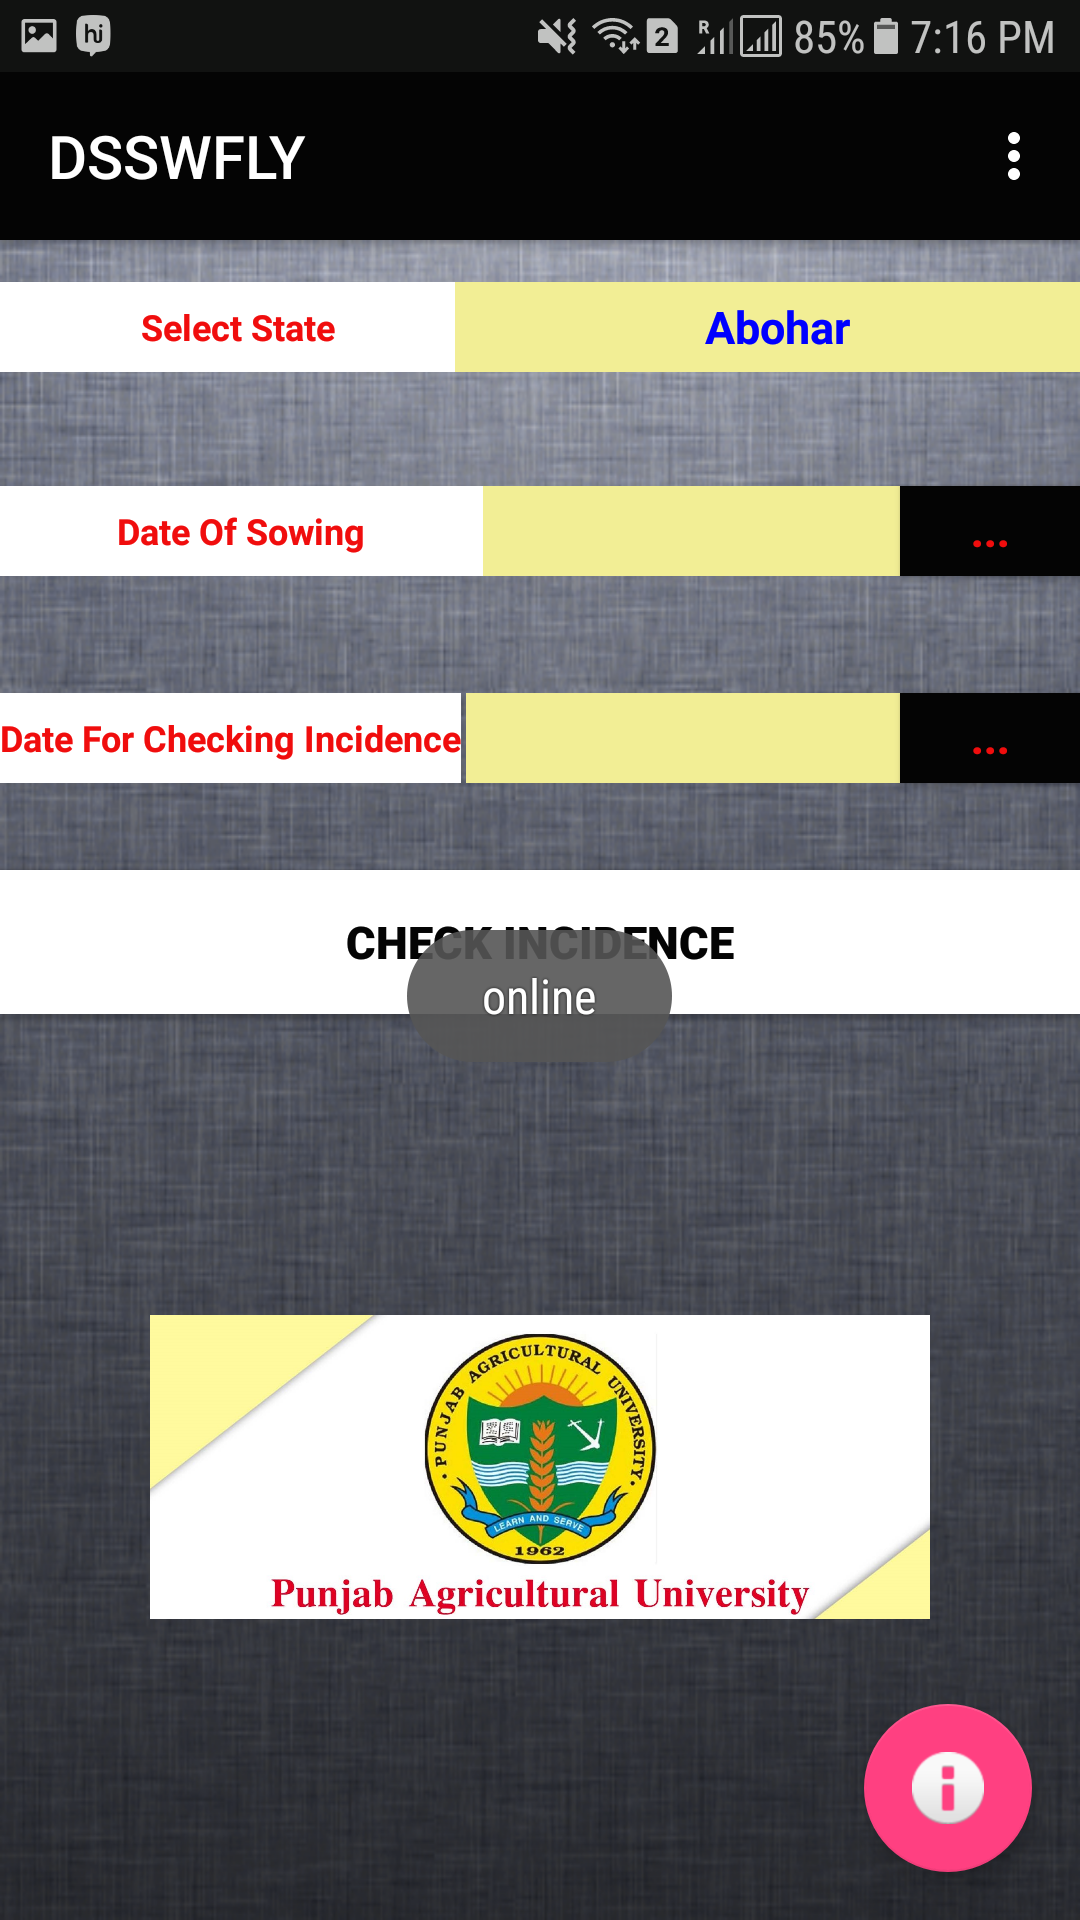 hi 2 R 85% 7:16 PM
DSSWFLY
Select State Abohar
Date Of Sowing ...
Date For Checking Incidence ...
CHECK INCIDENCE
online
PUNJAB AGRICULTURAL UNIVERSITY
LEARN AND SERVE
1962
Punjab Agricultural University
i